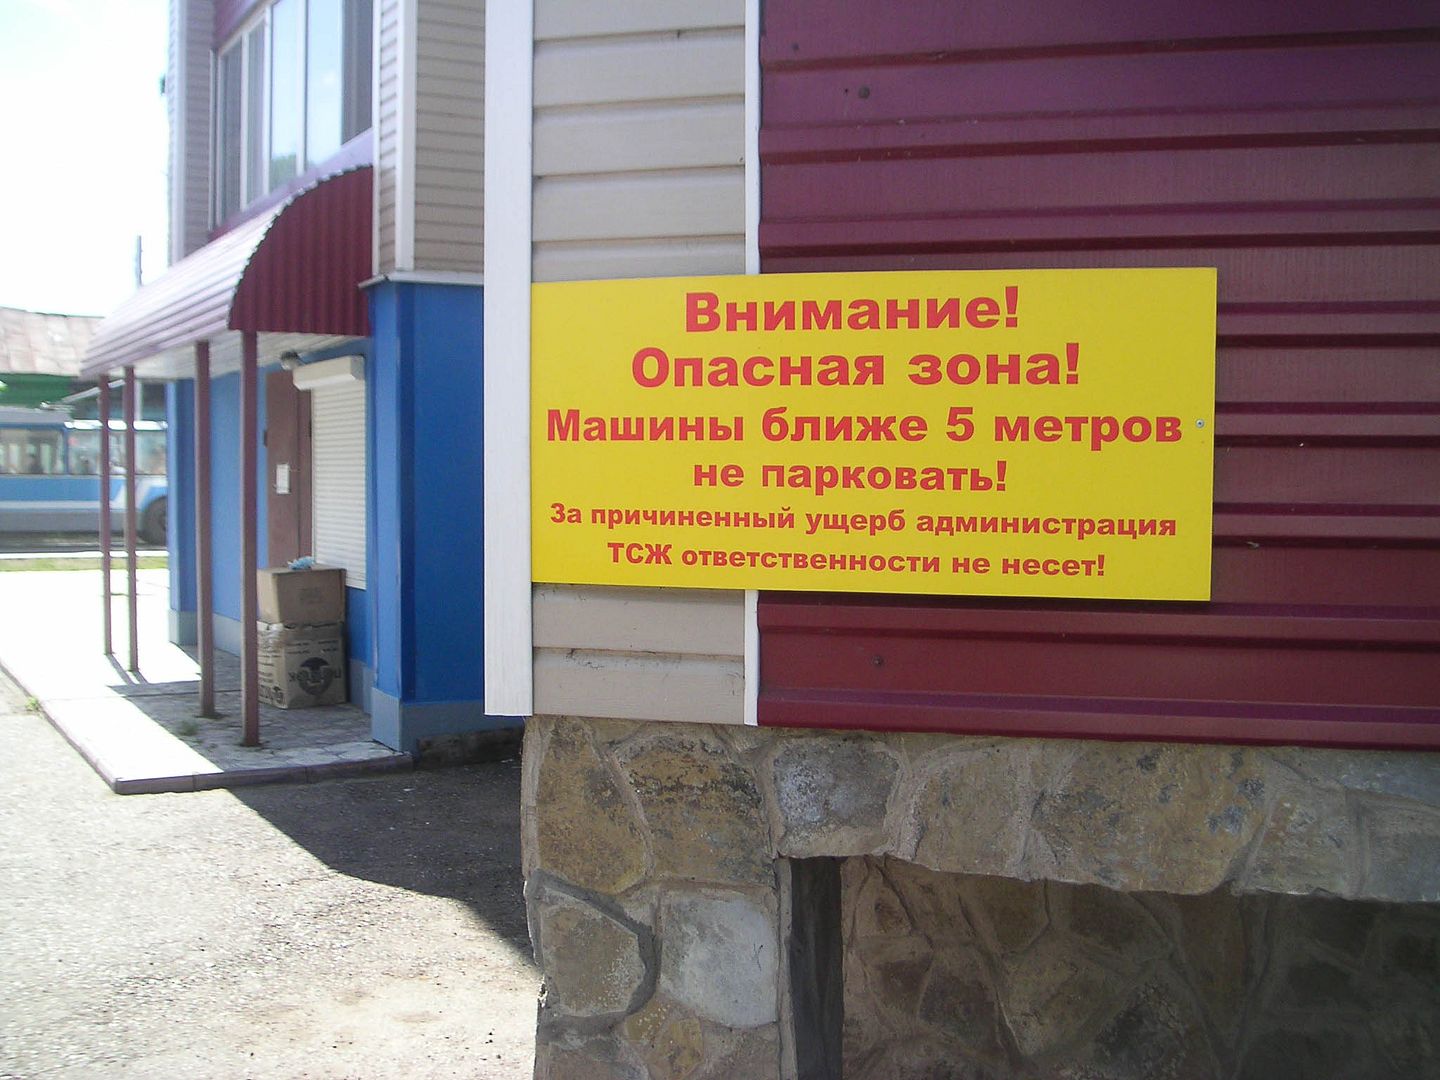 Внимание!
Опасная зона!
Машины ближе 5 метров
не парковать!
За причиненный ущерб администрация
ТСЖ ответственности не несет!